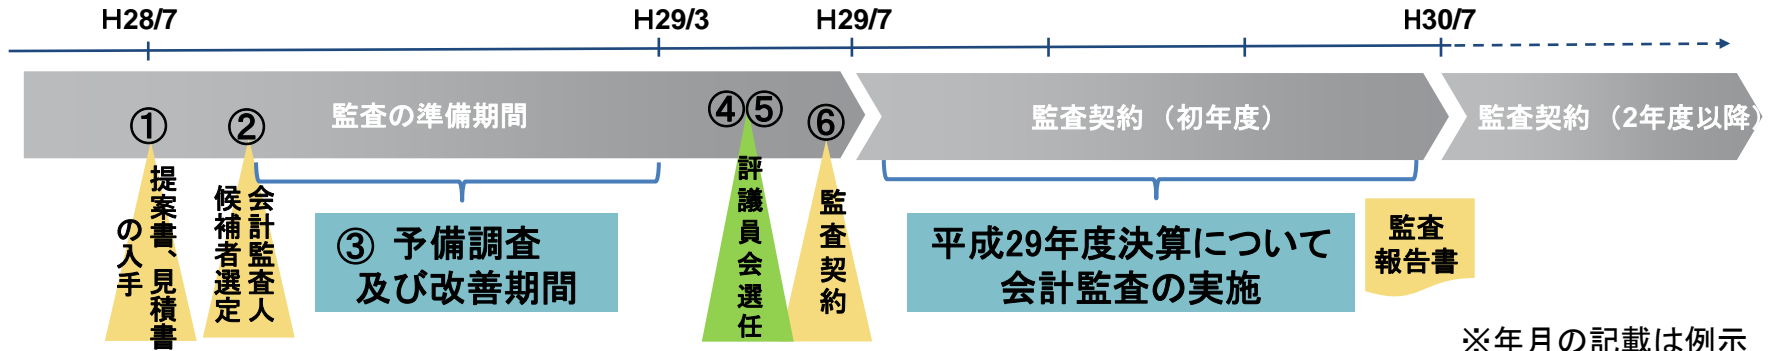 H28/7
H29/3
H29/7
H30/7
監査の準備期間
監査契約（初年度）
監査契約（2年度以降）
①
②
④⑤
⑥
提案書、見積書
の入手
会計監査人
候補者選定
③ 予備調査
及び改善期間
評議員会選任
監査契約
平成29年度決算について
会計監査の実施
監査
報告書
※年月の記載は例示